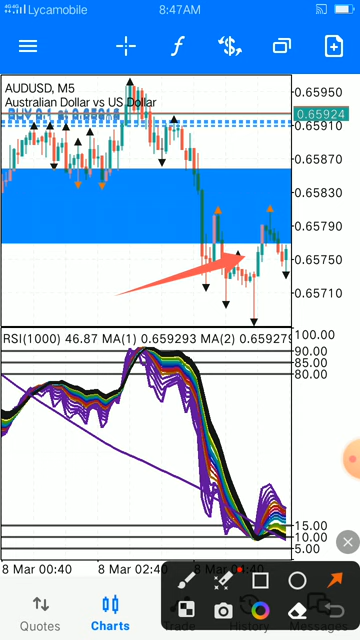 4G 4G Lycamobile 8:47AM
AUDUSD, M5
Australian Dollar vs US Dollar
0.65950
0.65924
0.65910
0.65870
0.65830
0.65790
0.65750
0.65710
RSI(1000) 46.87 MA(1) 0.659293 MA(2) 0.659279
100.00
90.00
85.00
80.00
15.00
10.00
5.00
8 Mar 00:40 8 Mar 02:40 8 Mar 04:40
Quotes Charts Trade History Messages